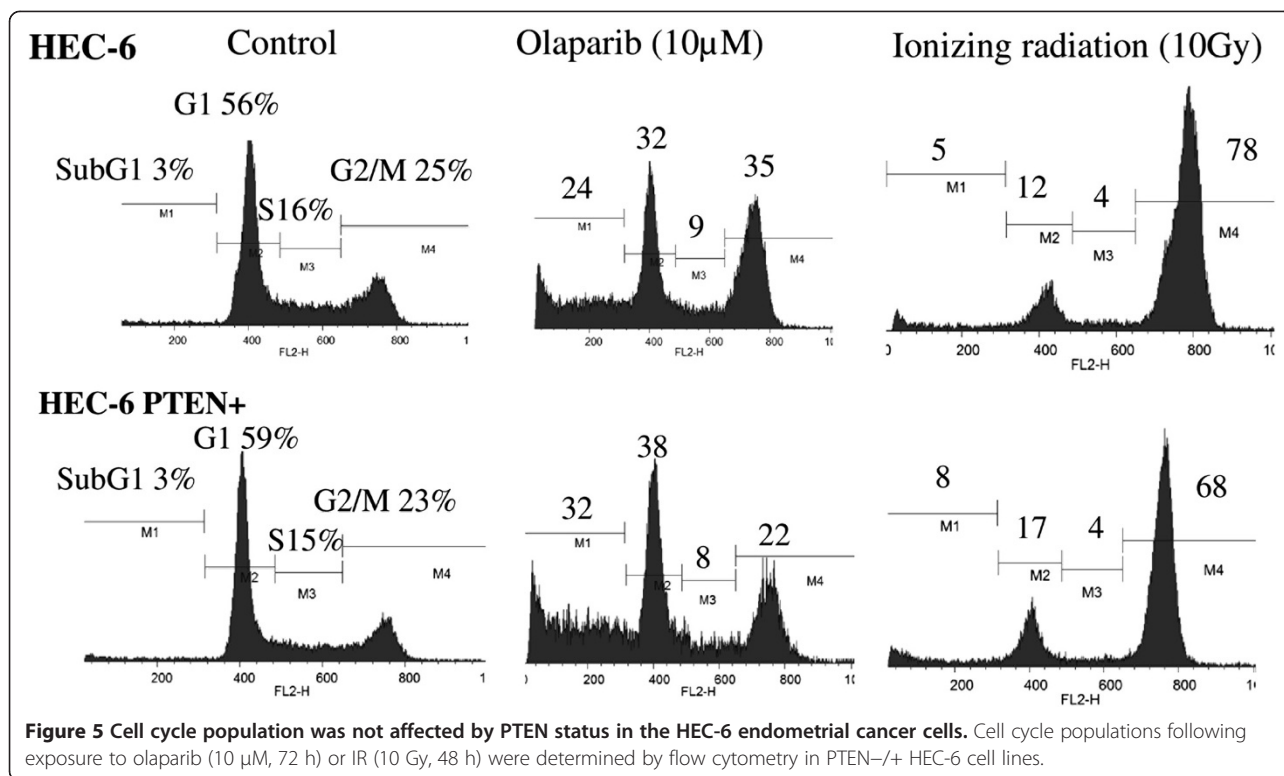 HEC-6 Control Olaparib (10μM) Ionizing radiation (10Gy)
G1 56%
SubG1 3%
S16%
G2/M 25%
M1
M2
M3
M4
200 400 600 800 1
FL2-H
24
32
9
35
M1
M2
M3
M4
200 400 600 800 10
FL2-H
5
12
4
78
M1
M2
M3
M4
0 200 400 600 800 10
FL2-H
HEC-6 PTEN+
G1 59%
SubG1 3%
S15%
G2/M 23%
M1
M2
M3
M4
200 400 600 800 1
FL2-H
32
38
8
22
M1
M2
M3
M4
200 400 600 800 10
FL2-H
8
17
4
68
M1
M2
M3
M4
200 400 600 800 10
FL2-H
Figure 5 Cell cycle population was not affected by PTEN status in the HEC-6 endometrial cancer cells. Cell cycle populations following
exposure to olaparib (10 μM, 72 h) or IR (10 Gy, 48 h) were determined by flow cytometry in PTEN−/+ HEC-6 cell lines.